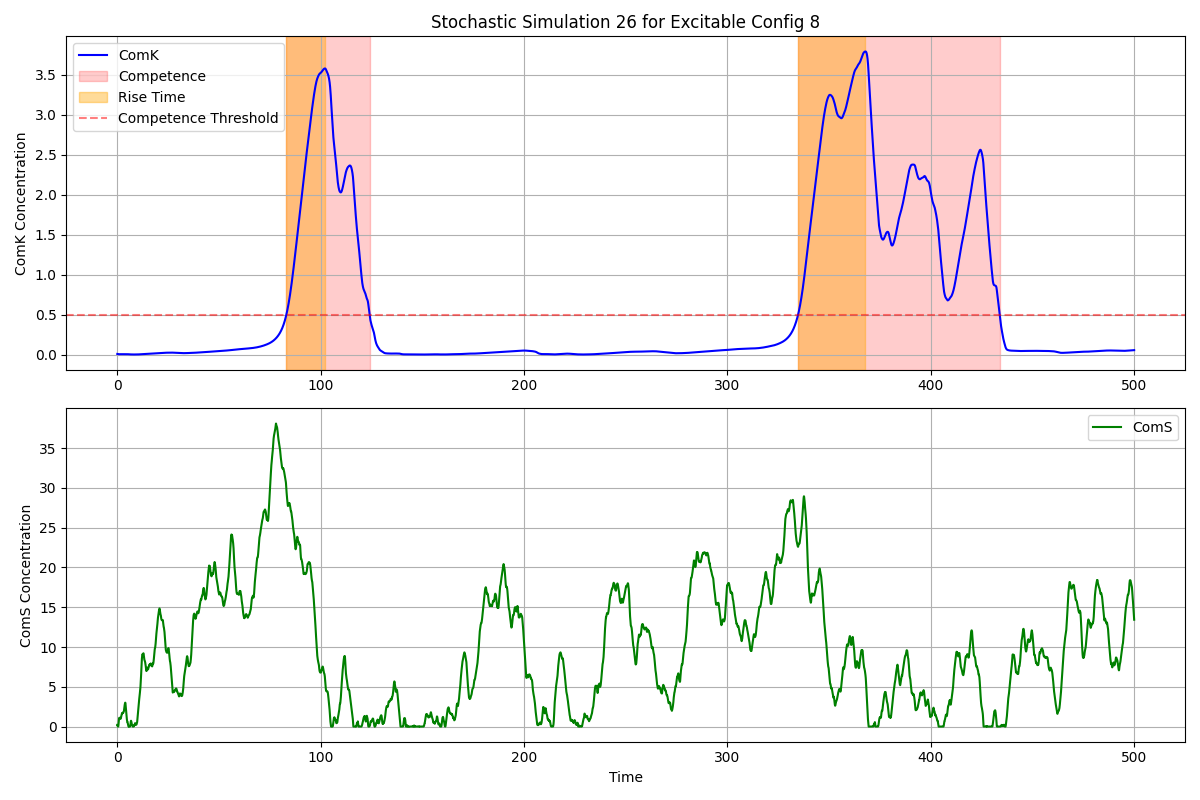 Stochastic Simulation 26 for Excitable Config 8
ComK
Competence
Rise Time
Competence Threshold
ComK Concentration
3.5
3.0
2.5
2.0
1.5
1.0
0.5
0.0
0 100 200 300 400 500
ComS
ComS Concentration
35
30
25
20
15
10
5
0
0 100 200 300 400 500
Time